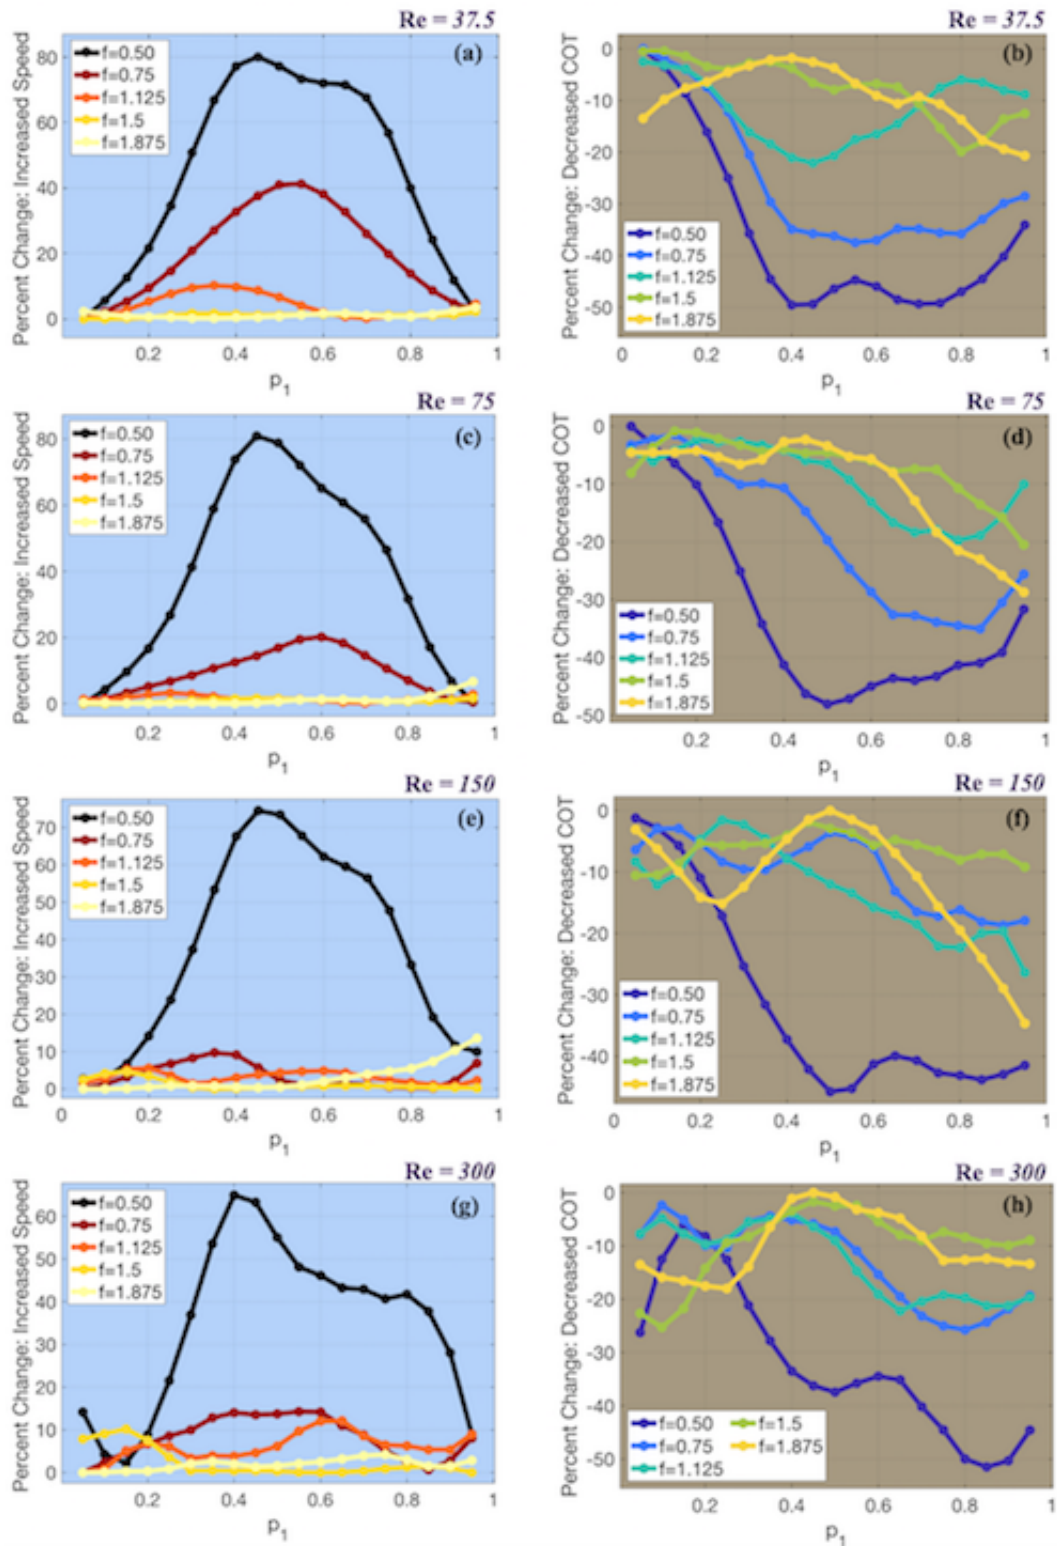 Re = 37.5
Percent Change: Increased Speed
(a)
f=0.50
f=0.75
f=1.125
f=1.5
f=1.875
80
60
40
20
0
0.2 0.4 0.6 0.8 1
p1
Re = 37.5
Percent Change: Decreased COT
(b)
0
-10
-20
-30
-40
-50
f=0.50
f=0.75
f=1.125
f=1.5
f=1.875
0 0.2 0.4 0.6 0.8 1
p1
Re = 75
Percent Change: Increased Speed
(c)
f=0.50
f=0.75
f=1.125
f=1.5
f=1.875
80
60
40
20
0
0.2 0.4 0.6 0.8 1
p1
Re = 75
Percent Change: Decreased COT
(d)
0
-10
-20
-30
-40
-50
f=0.50
f=0.75
f=1.125
f=1.5
f=1.875
0.2 0.4 0.6 0.8 1
p1
Re = 150
Percent Change: Increased Speed
(e)
f=0.50
f=0.75
f=1.125
f=1.5
f=1.875
70
60
50
40
30
20
10
0
0 0.2 0.4 0.6 0.8 1
p1
Re = 150
Percent Change: Decreased COT
(f)
0
-10
-20
-30
-40
f=0.50
f=0.75
f=1.125
f=1.5
f=1.875
0 0.2 0.4 0.6 0.8 1
p1
Re = 300
Percent Change: Increased Speed
(g)
f=0.50
f=0.75
f=1.125
f=1.5
f=1.875
60
50
40
30
20
10
0
0.2 0.4 0.6 0.8 1
p1
Re = 300
Percent Change: Decreased COT
(h)
0
-10
-20
-30
-40
-50
f=0.50 f=1.5
f=0.75 f=1.875
f=1.125
0.2 0.4 0.6 0.8 1
p1